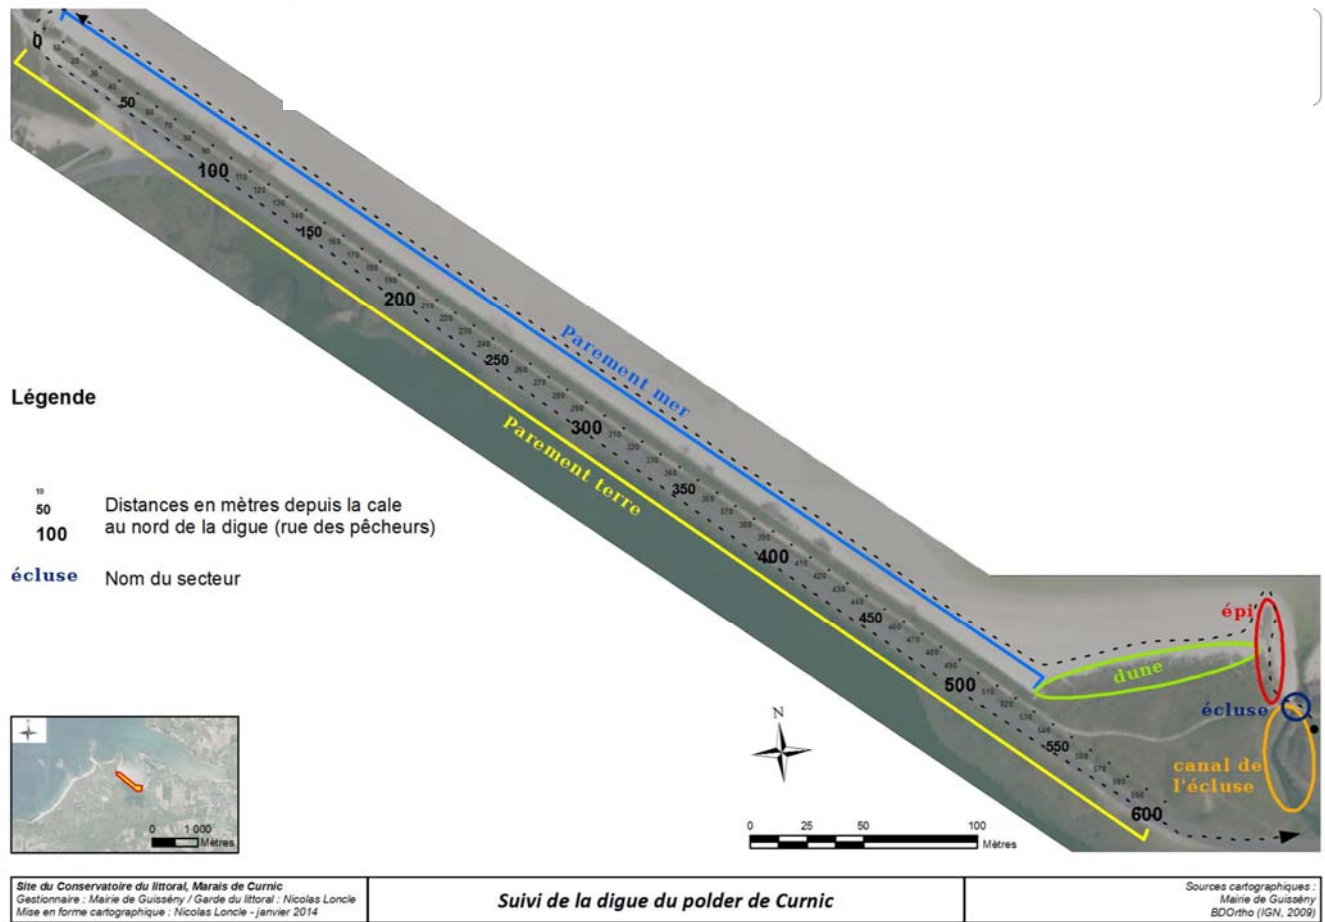 0
50
100
150
200
250
300
350
400
450
500
550
600
Parement mer
Parement terre
épi
dune
écluse
canal de
l'écluse
Légende
10
50
100
Distances en mètres depuis la cale
au nord de la digue (rue des pêcheurs)
écluse
Nom du secteur
N
0 1 000
Mètres
N
0 25 50 100
Mètres
Site du Conservatoire du littoral, Marais de Curnic
Gestionnaire : Mairie de Guissény / Garde du littoral : Nicolas Loncle
Mise en forme cartographique : Nicolas Loncle - janvier 2014
Suivi de la digue du polder de Curnic
Sources cartographiques :
Mairie de Guissény
BDOrtho (IGN, 2009)